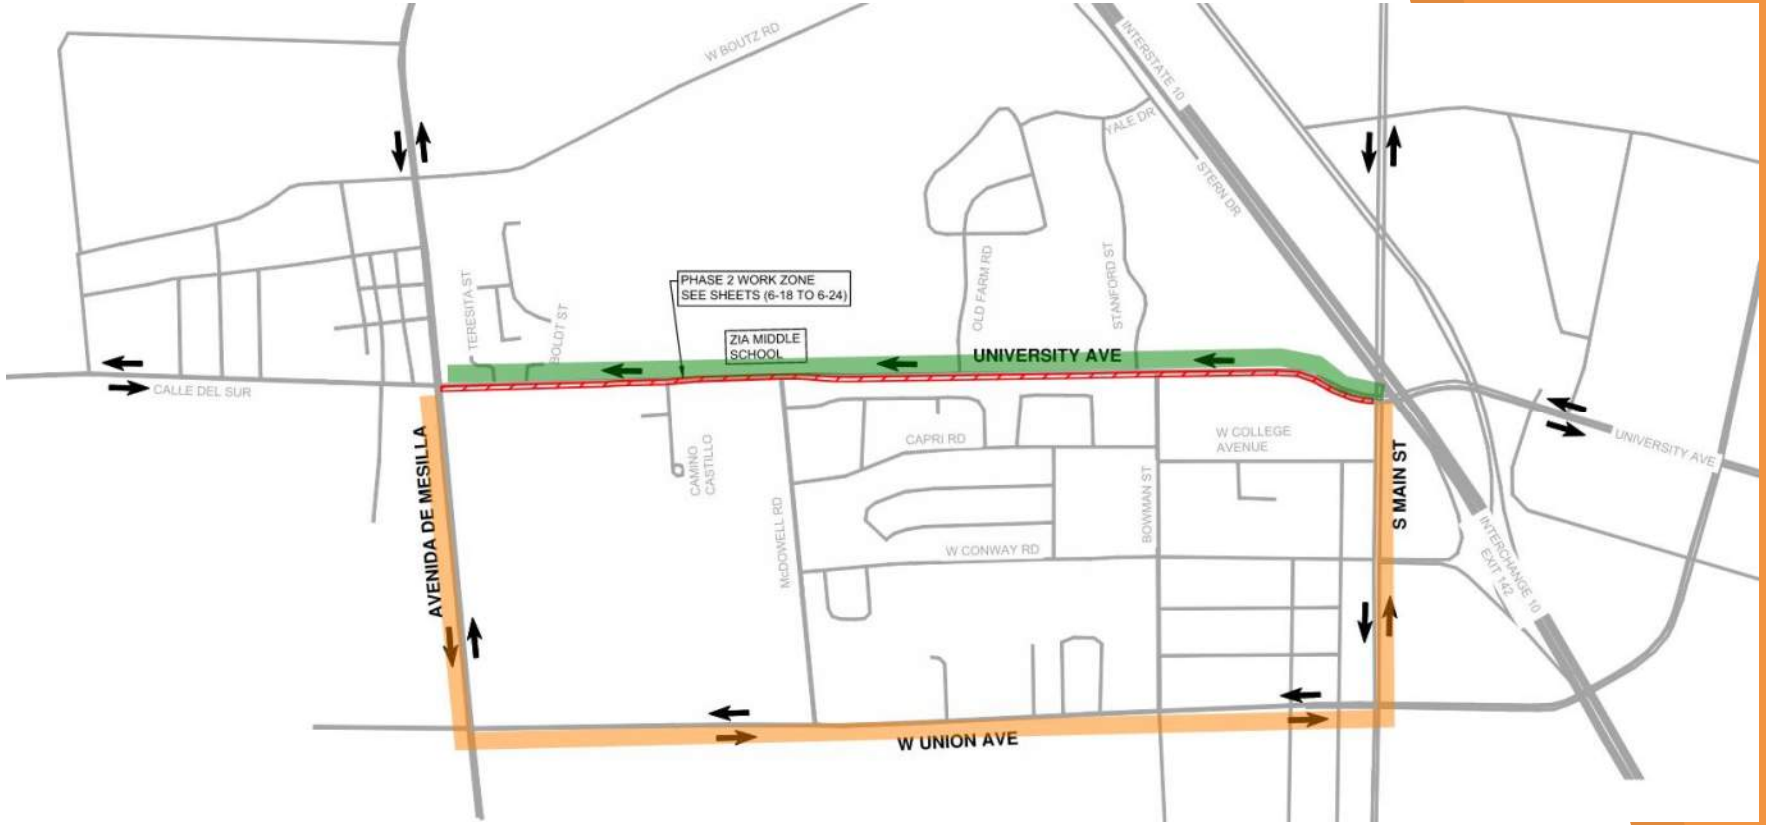 W BOUTZ RD
INTERSTATE 10
YALE DR
STERN DR
TERESITA ST
BOLDT ST
PHASE 2 WORK ZONE
SEE SHEETS (6-18 TO 6-24)
ZIA MIDDLE
SCHOOL
OLD FARM RD
STANFORD ST
UNIVERSITY AVE
CALLE DEL SUR
AVENIDA DE MESILLA
CAMINO
CASTILLO
McDOWELL RD
CAPRI RD
W CONWAY RD
BOWMAN ST
W COLLEGE
AVENUE
S MAIN ST
UNIVERSITY AVE
INTERCHANGE 10
EXIT 142
W UNION AVE